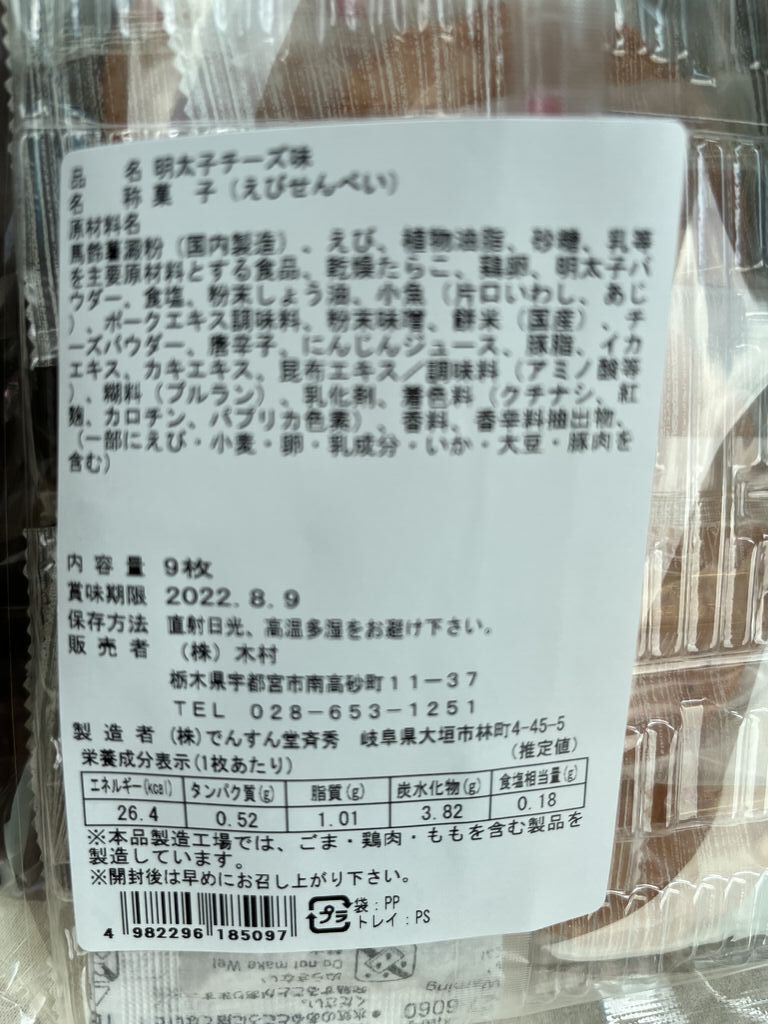 品 名 明太子チーズ味
名 称 菓 子（えびせんべい）
原材料名
馬鈴薯澱粉（国内製造）、えび、植物油脂、砂糖、乳等
を主要原材料とする食品、乾燥たらこ、鶏卵、明太子パ
ウダー、食塩、粉末しょう油、小魚（片口いわし、あじ
）、ポークエキス調味料、粉末味噌、餅米（国産）、チ
ーズパウダー、唐辛子、にんじんジュース、豚脂、イカ
エキス、カキエキス、昆布エキス／調味料（アミノ酸等
）、糊料（プルラン）、乳化剤、着色料（クチナシ、紅
麹、カロチン、パプリカ色素）、香料、香辛料抽出物、
（一部にえび・小麦・卵・乳成分・いか・大豆・豚肉を
含む）
内 容 量 9枚
賞味期限 2022.8.9
保存方法 直射日光、高温多湿をお避け下さい。
販 売 者 （株）木村
栃木県宇都宮市南高砂町１１－３７
ＴＥＬ ０２８－６５３－１２５１
製 造 者 （株）でんすん堂斉秀 岐阜県大垣市林町4-45-5
栄養成分表示（1枚あたり） （推定値）
エネルギー(kcal) タンパク質(g) 脂質(g) 炭水化物(g) 食塩相当量(g)
26.4 0.52 1.01 3.82 0.18
※本品製造工場では、ごま・鶏肉・ももを含む製品を
製造しています。
※開封後は早めにお召し上がり下さい。
プラ 袋：PP
トレイ：PS
4 982296 185097
Do not make Wet
Warning
6060